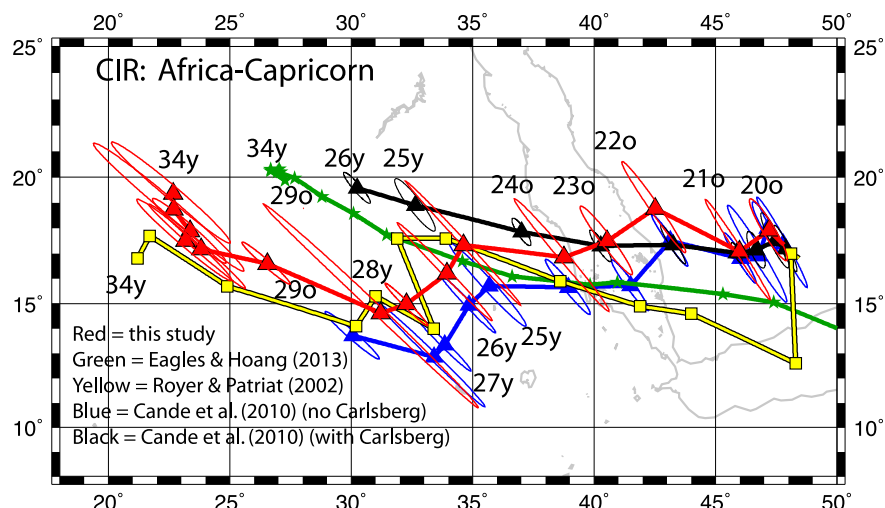 20° 25° 30° 35° 40° 45° 50°
25° 25°
CIR: Africa-Capricorn
22o
34y 34y 26y 25y 24o 23o 21o 20o
20° 20°
29o
34y 29o 28y
15° 15°
25y
26y
27y
Red = this study
Green = Eagles & Hoang (2013)
Yellow = Royer & Patriat (2002)
Blue = Cande et al. (2010) (no Carlsberg)
Black = Cande et al. (2010) (with Carlsberg)
10° 10°
20° 25° 30° 35° 40° 45° 50°